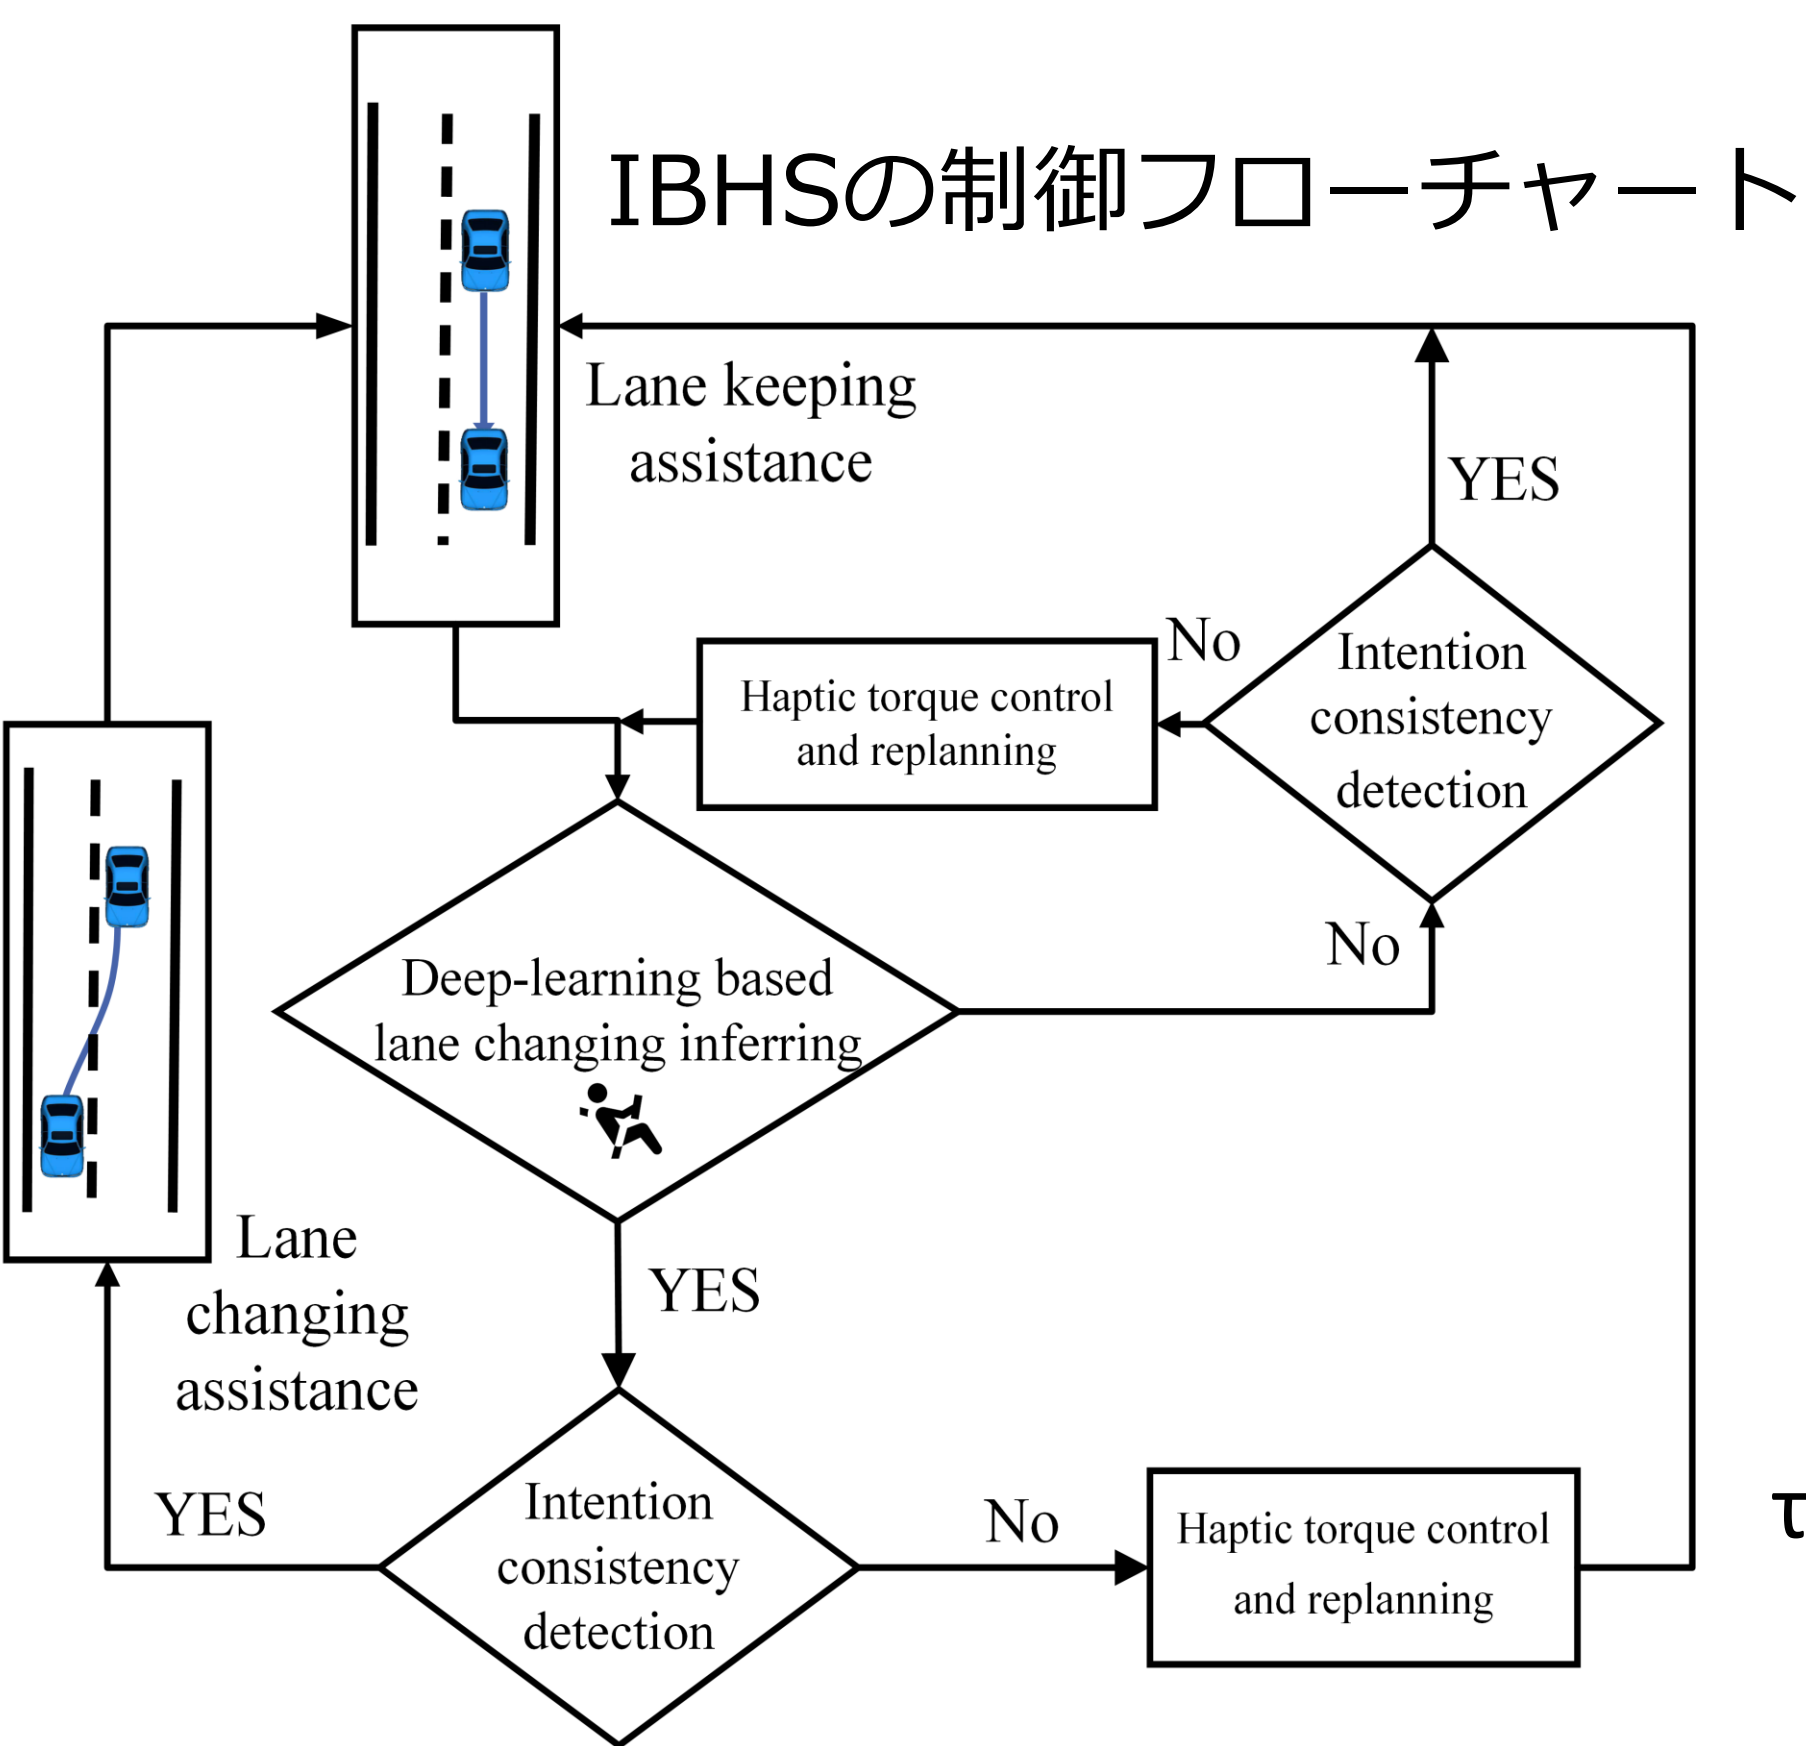 IBHSの制御フローチャート
Lane keeping
assistance
YES
No
Intention
consistency
detection
Haptic torque control
and replanning
No
Deep-learning based
lane changing inferring
YES
Lane
changing
assistance
YES
Intention
consistency
detection
No
Haptic torque control
and replanning
τ